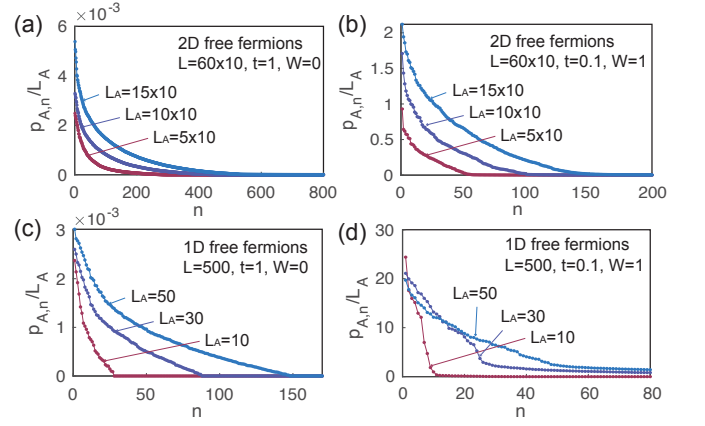 (a)
×10⁻³
2D free fermions
L=60x10, t=1, W=0
LA=15x10
LA=10x10
LA=5x10
pA,n/LA
6
4
2
0
0 200 400 600 800
n
(b)
2D free fermions
L=60x10, t=0.1, W=1
LA=15x10
LA=10x10
LA=5x10
pA,n/LA
2
1.5
1
0.5
0
0 50 100 150 200
n
(c)
×10⁻³
1D free fermions
L=500, t=1, W=0
LA=50
LA=30
LA=10
pA,n/LA
3
2
1
0
0 50 100 150
n
(d)
1D free fermions
L=500, t=0.1, W=1
LA=50
LA=10
LA=30
pA,n/LA
30
20
10
0
0 20 40 60 80
n